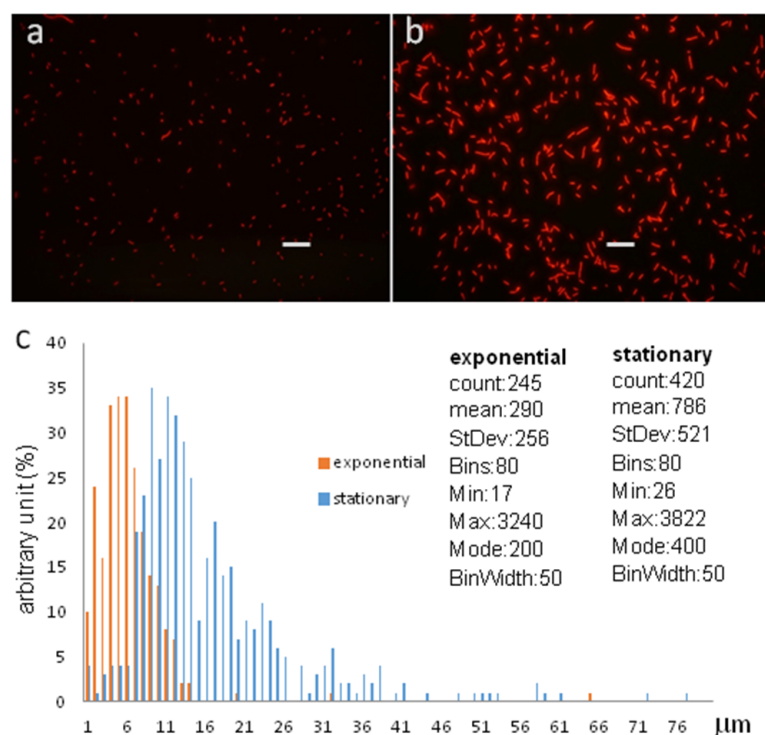 a
b
c
40
35
30
25
20
15
10
5
0
arbitrary unit (%)
exponential
stationary
exponential
count:245
mean:290
StDev:256
Bins:80
Min:17
Max:3240
Mode:200
BinWidth:50
stationary
count:420
mean:786
StDev:521
Bins:80
Min:26
Max:3822
Mode:400
BinWidth:50
1 6 11 16 21 26 31 36 41 46 51 56 61 66 71 76 µm